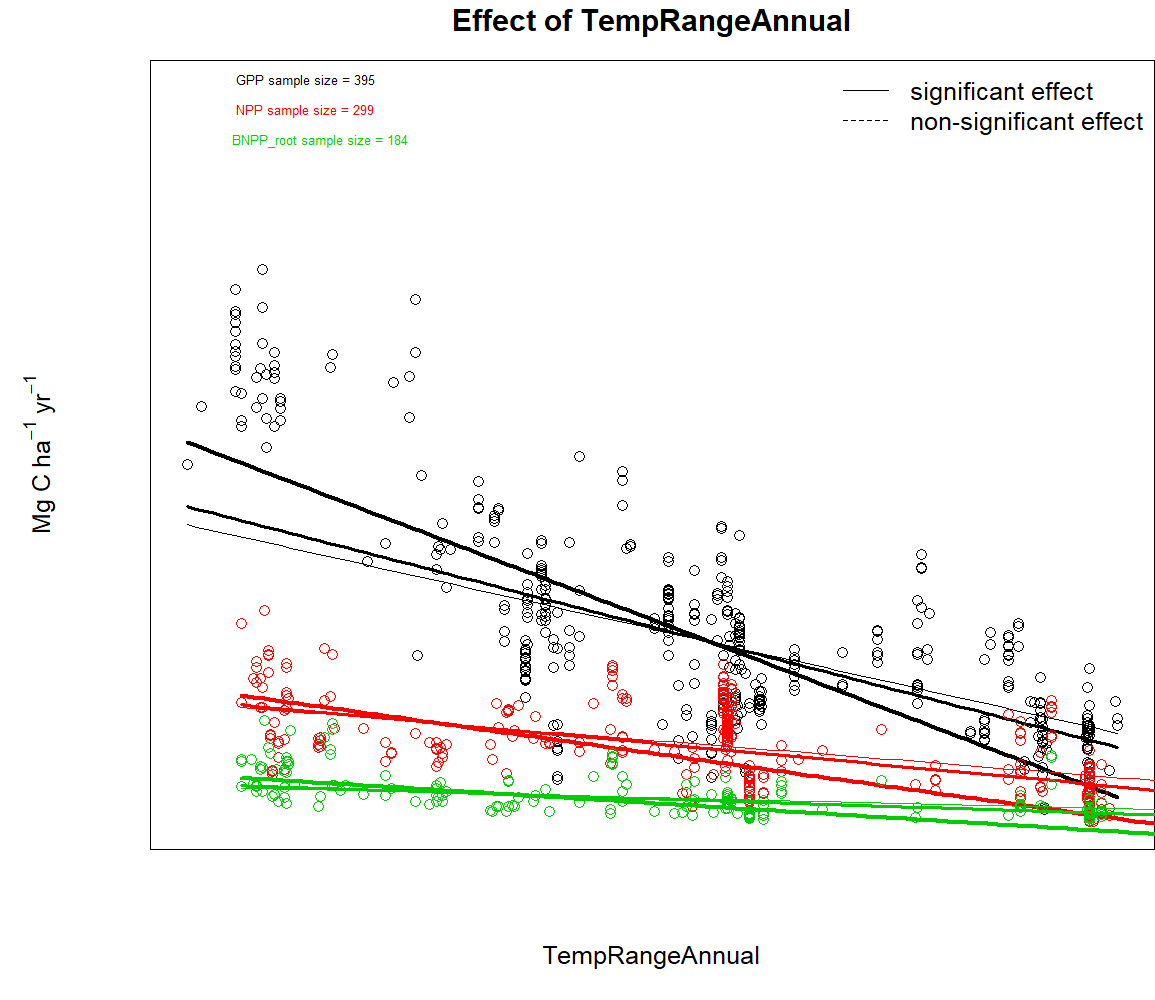 Effect of TempRangeAnnual
GPP sample size = 395
NPP sample size = 299
BNPP_root sample size = 184
significant effect
non-significant effect
Mg C ha⁻¹ yr⁻¹
TempRangeAnnual